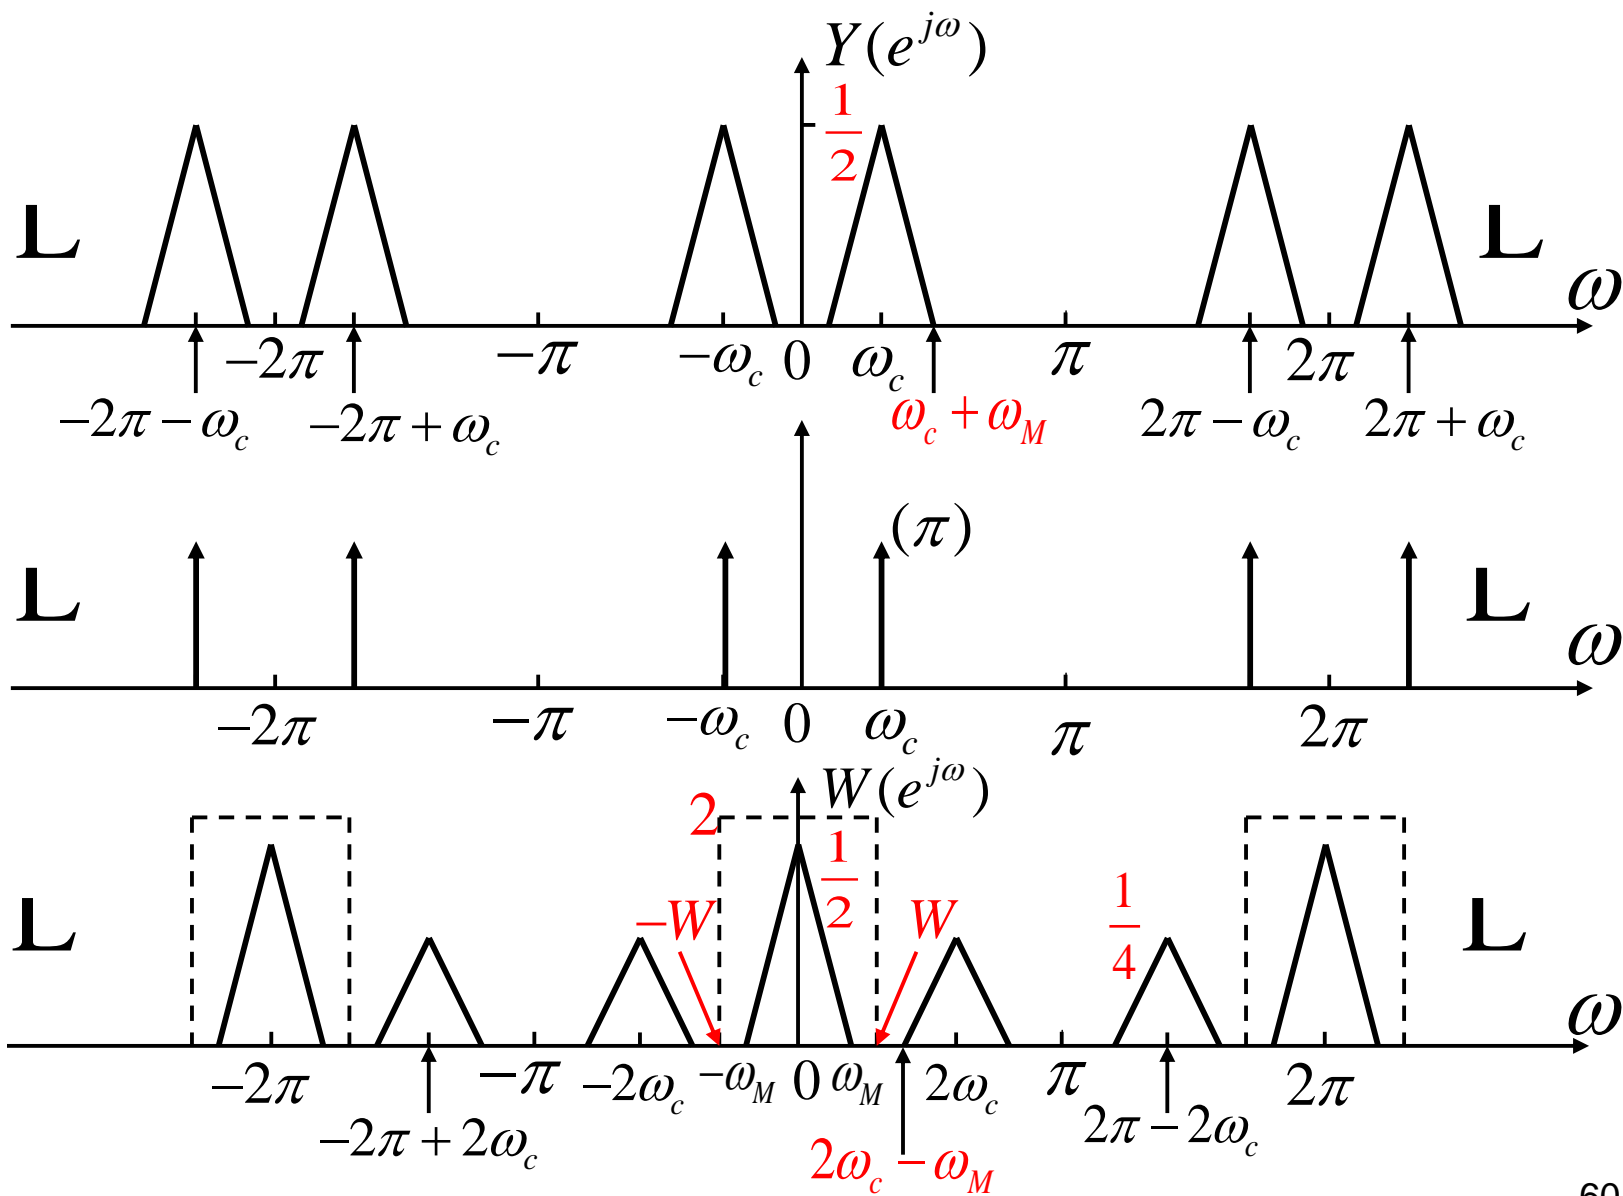 Y(e^{jω})
1/2
L L
ω
−2π −π −ω_c 0 ω_c π 2π
−2π − ω_c −2π + ω_c ω_c + ω_M 2π − ω_c 2π + ω_c
(π)
L L
ω
−2π −π −ω_c 0 ω_c π 2π
W(e^{jω})
2
1/2
−W W
1/4
L L
ω
−2π −π −2ω_c −ω_M 0 ω_M 2ω_c π 2π
−2π + 2ω_c 2π − 2ω_c
2ω_c − ω_M
60